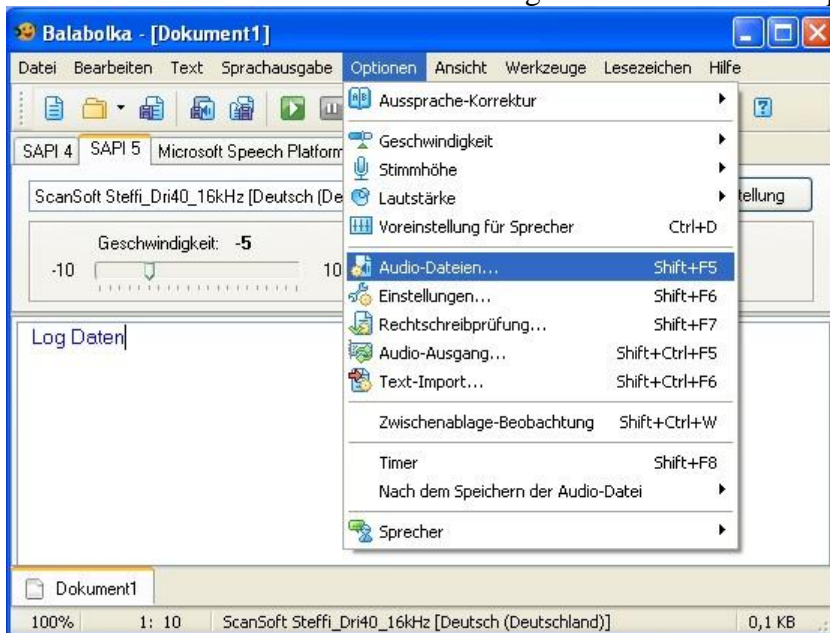 Balabolka - [Dokument1]
Datei Bearbeiten Text Sprachausgabe Optionen Ansicht Werkzeuge Lesezeichen Hilfe
SAPI 4 SAPI 5 Microsoft Speech Platform
ScanSoft Steffi_Dri40_16kHz [Deutsch (De
tellung
Geschwindigkeit: -5
-10 10
Log Daten
Aussprache-Korrektur
Geschwindigkeit
Stimmhöhe
Lautstärke
Voreinstellung für Sprecher Ctrl+D
Audio-Dateien... Shift+F5
Einstellungen... Shift+F6
Rechtschreibprüfung... Shift+F7
Audio-Ausgang... Shift+Ctrl+F5
Text-Import... Shift+Ctrl+F6
Zwischenablage-Beobachtung Shift+Ctrl+W
Timer Shift+F8
Nach dem Speichern der Audio-Datei
Sprecher
Dokument1
100% 1: 10 ScanSoft Steffi_Dri40_16kHz [Deutsch (Deutschland)] 0,1 KB